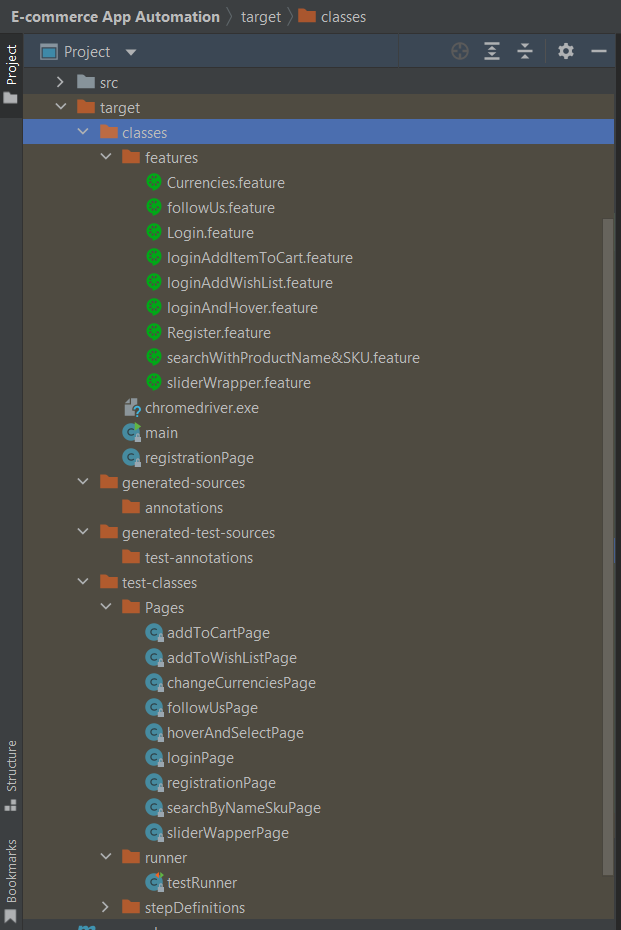 E-commerce App Automation target classes
Project
Project
src
target
classes
features
Currencies.feature
followUs.feature
Login.feature
loginAddItemToCart.feature
loginAddWishList.feature
loginAndHover.feature
Register.feature
searchWithProductName&SKU.feature
sliderWrapper.feature
chromedriver.exe
main
registrationPage
generated-sources
annotations
generated-test-sources
test-annotations
test-classes
Pages
addToCartPage
addToWishListPage
changeCurrenciesPage
followUsPage
hoverAndSelectPage
loginPage
registrationPage
searchByNameSkuPage
sliderWapperPage
runner
testRunner
stepDefinitions
Structure
Bookmarks